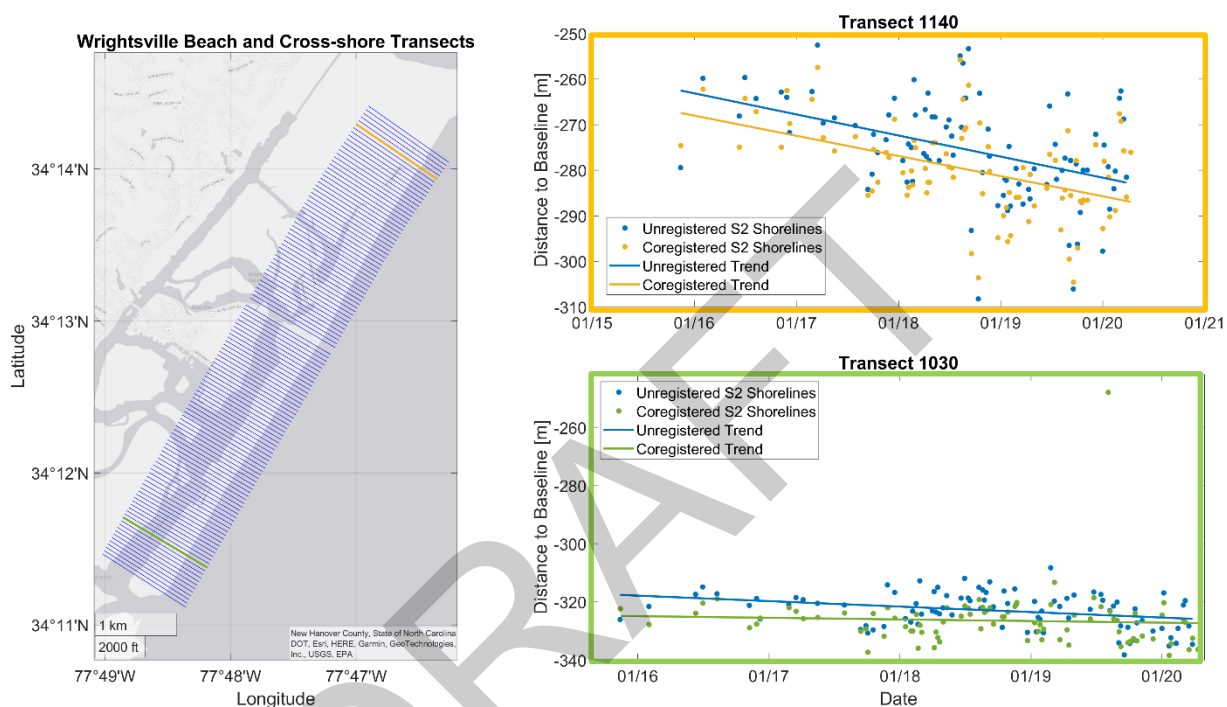 Wrightsville Beach and Cross-shore Transects
Latitude
34°14'N
34°13'N
34°12'N
34°11'N
1 km
2000 ft
New Hanover County, State of North Carolina
DOT, Esri, HERE, Garmin, GeoTechnologies,
Inc., USGS, EPA
77°49'W
77°48'W
77°47'W
Longitude
Transect 1140
Distance to Baseline [m]
-250
-260
-270
-280
-290
-300
-310
Unregistered S2 Shorelines
Coregistered S2 Shorelines
Unregistered Trend
Coregistered Trend
01/15
01/16
01/17
01/18
01/19
01/20
01/21
Transect 1030
Distance to Baseline [m]
-260
-280
-300
-320
-340
Unregistered S2 Shorelines
Coregistered S2 Shorelines
Unregistered Trend
Coregistered Trend
01/16
01/17
01/18
01/19
01/20
Date
DRAFT